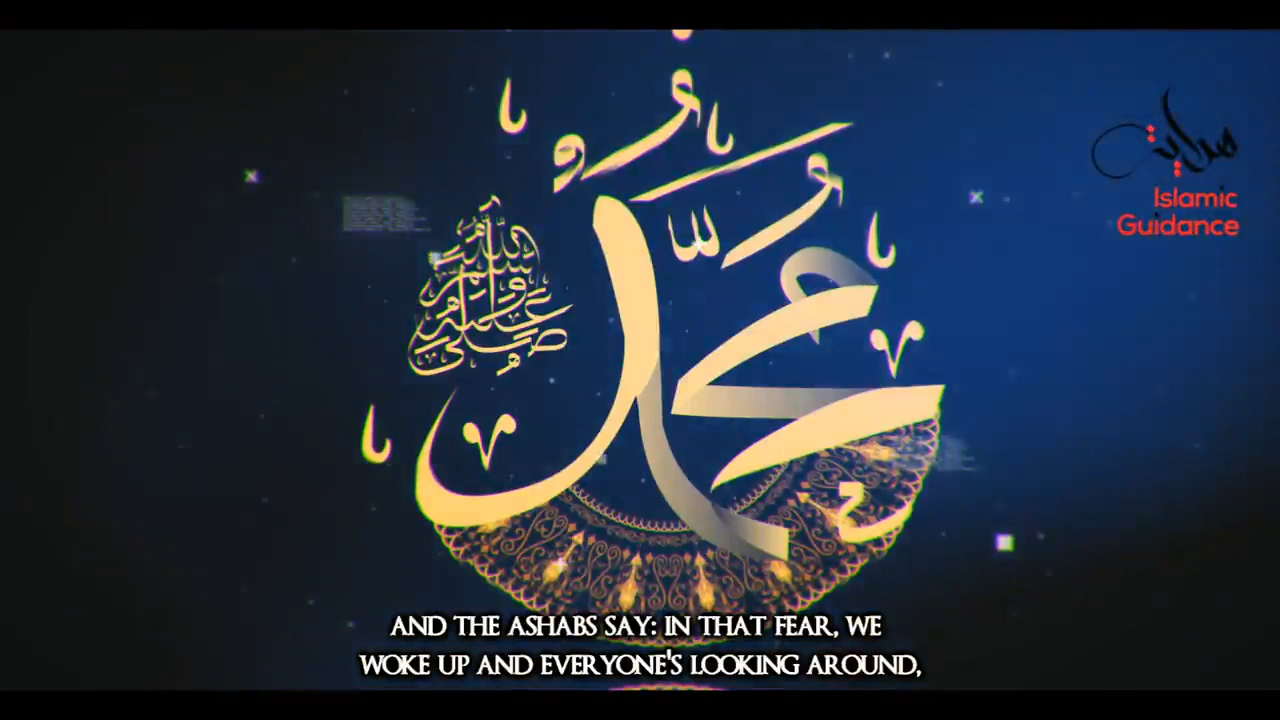 محمد
صلى الله عليه وسلم
هداية
Islamic
Guidance
AND THE ASHABS SAY: IN THAT FEAR, WE
WOKE UP AND EVERYONE'S LOOKING AROUND,